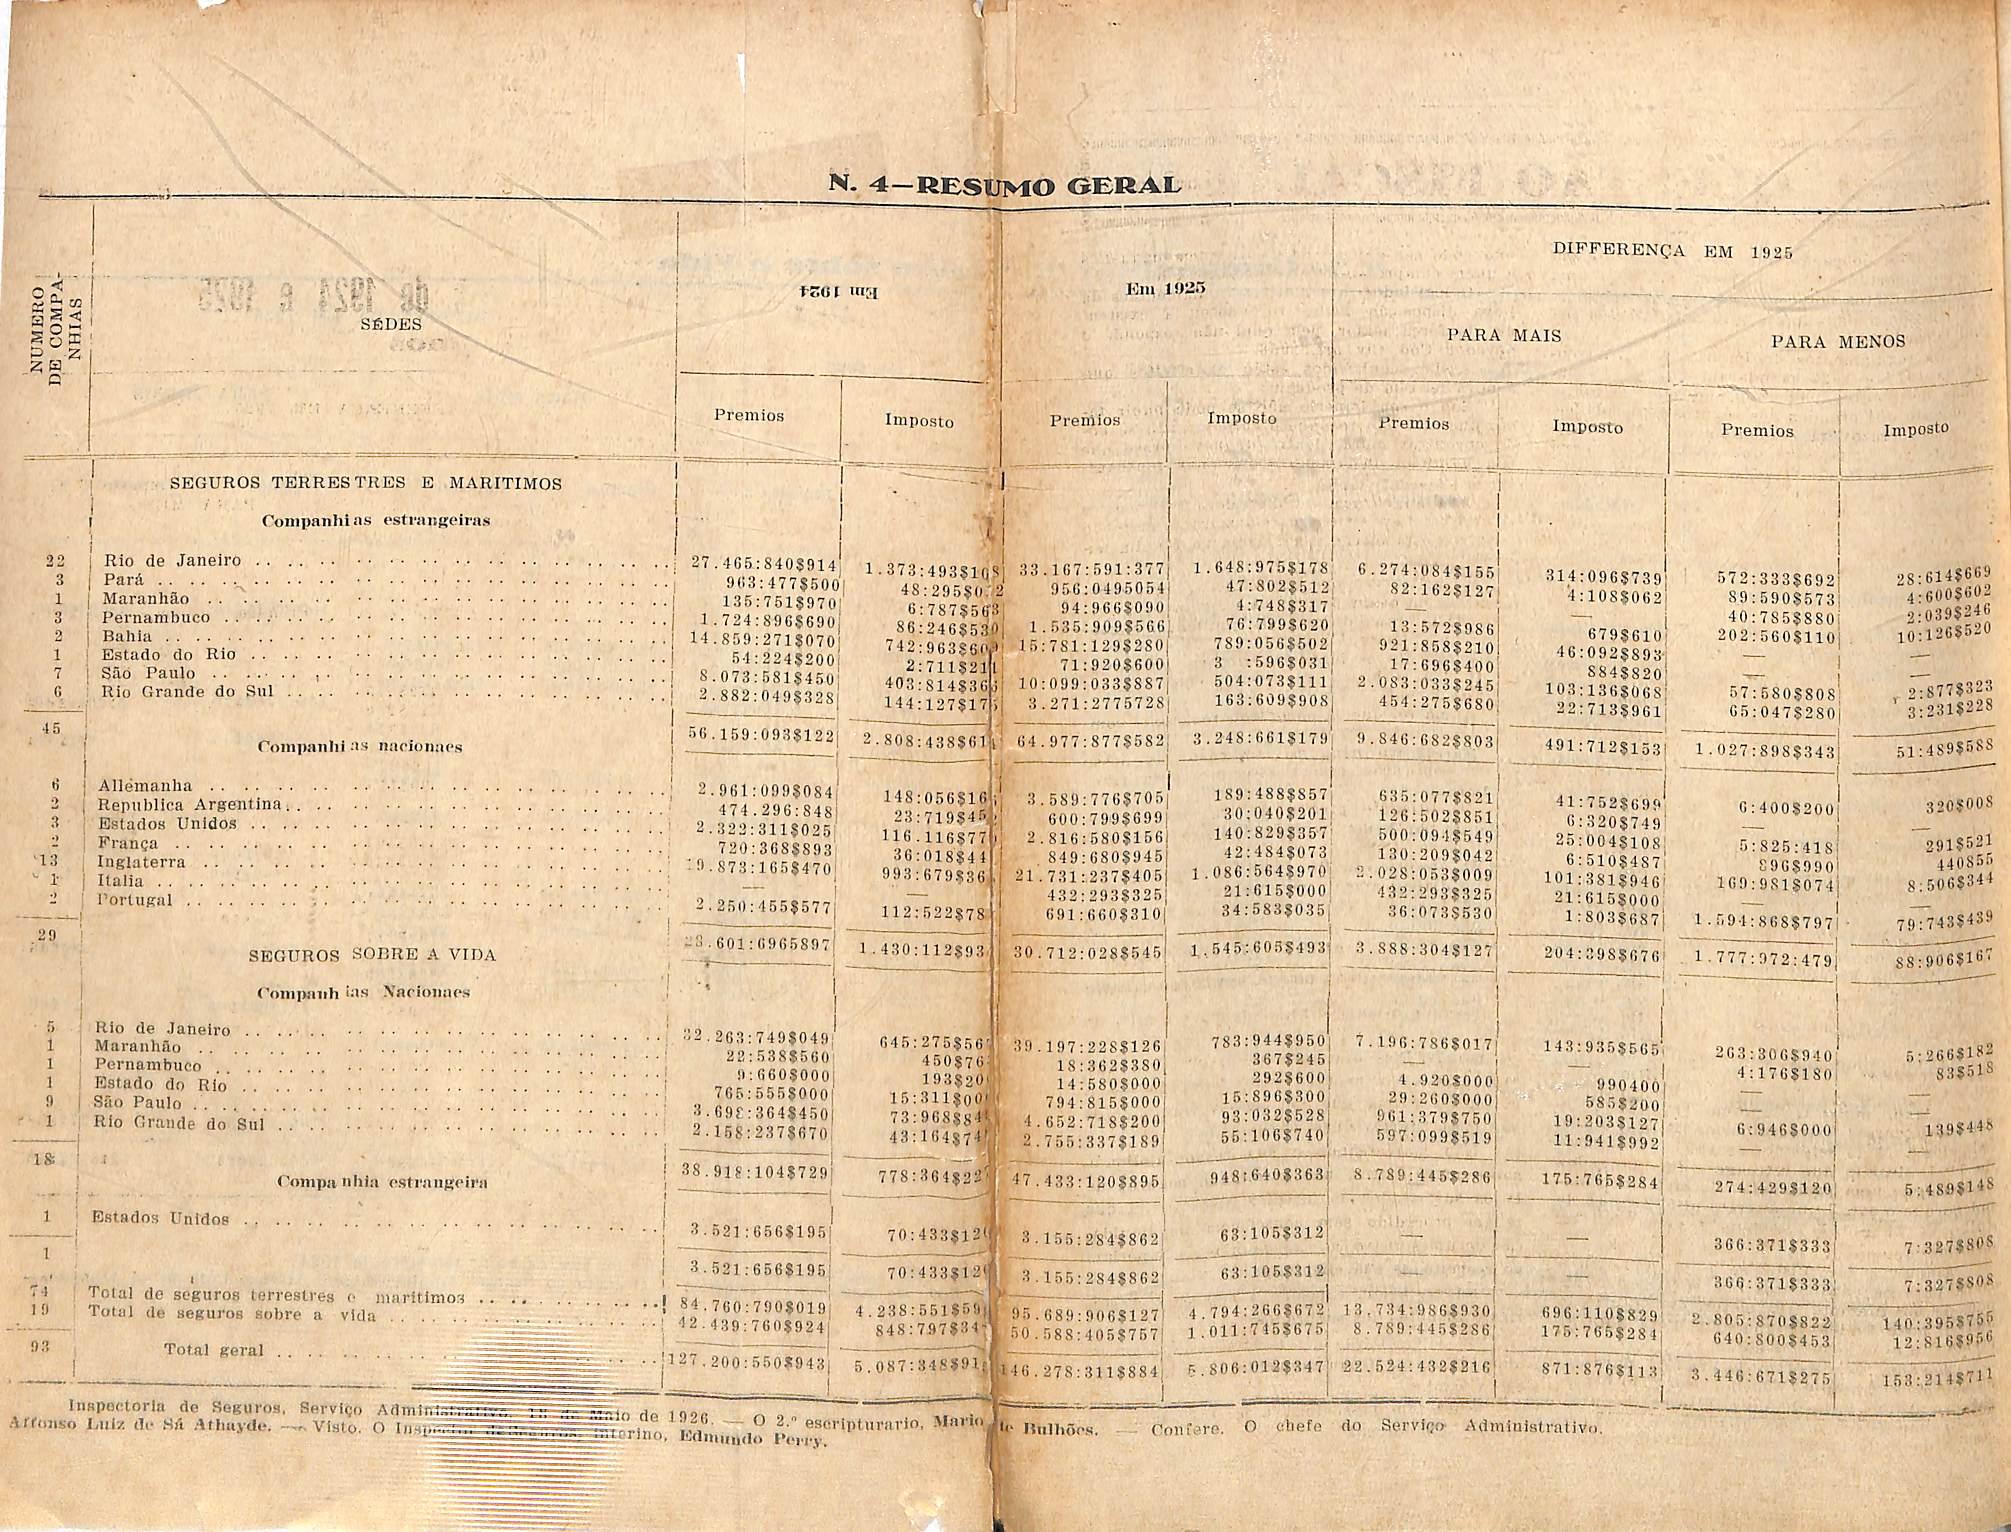 N. 4—RESUMO GERAL
NUMERO DE COMPANHIAS
SÉDES
Em 1924
Em 1925
DIFFERENÇA EM 1925
PARA MAIS
PARA MENOS
Premios Imposto Premios Imposto Premios Imposto Premios Imposto
SEGUROS TERRESTRES E MARITIMOS
Companhias estrangeiras
22 Rio de Janeiro 27.465:840$914 1.373:493$108 33.167:591:377 1.648:975$178 6.274:084$155 314:096$739 572:333$692 28:614$669
3 Pará 963:477$500 48:295$0 2 956:0495054 47:802$512 82:162$127 4:108$062 89:590$573 4:600$602
1 Maranhão 135:751$970 6:787$563 94:966$090 4:748$317 — — 40:785$880 2:039$246
3 Pernambuco 1.724:896$690 86:246$530 1.535:909$566 76:799$620 13:572$986 679$610 202:560$110 10:126$520
2 Bahia 14.859:271$070 742:963$609 15:781:129$280 789:056$502 921:858$210 46:092$893 — —
1 Estado do Rio 54:224$200 2:711$211 71:920$600 3 :596$031 17:696$400 884$820 — —
7 São Paulo 8.073:581$450 403:814$366 10:099:033$887 504:073$111 2.083:033$245 103:136$068 57:580$808 2:877$323
6 Rio Grande do Sul 2.882:049$328 144:127$175 3.271:2775728 163:609$908 454:275$680 22:713$961 65:047$280 3:231$228
45 56.159:093$122 2.808:438$614 64.977:877$582 3.248:661$179 9.846:682$803 491:712$153 1.027:898$343 51:489$588
Companhias nacionaes
6 Allemanha 2.961:099$084 148:056$16 3.589:776$705 189:488$857 635:077$821 41:752$699 6:400$200 320$008
2 Republica Argentina 474.296:848 23:719$45 600:799$699 30:040$201 126:502$851 6:320$749 — —
3 Estados Unidos 2.322:311$025 116.116$77 2.816:580$156 140:829$357 500:094$549 25:004$108 5:825:418 291$521
2 França 720:368$893 36:018$44 849:680$945 42:484$073 130:209$042 6:510$487 896$990 440855
13 Inglaterra 19.873:165$470 993:679$36 21.731:237$405 1.086:564$970 2.028:053$009 101:381$946 169:981$074 8:506$344
1 Italia — — 432:293$325 21:615$000 432:293$325 21:615$000 — —
2 Portugal 2.250:455$577 112:522$78 691:660$310 34:583$035 36:073$530 1:803$687 1.594:868$797 79:743$439
29 28.601:6965897 1.430:112$93 30.712:028$545 1.545:605$493 3.888:304$127 204:398$676 1.777:972:479 88:906$167
SEGUROS SOBRE A VIDA
Companhias Nacionaes
5 Rio de Janeiro 32.263:749$049 645:275$56 39.197:228$126 783:944$950 7.196:786$017 143:935$565 263:306$940 5:266$182
1 Maranhão 22:538$560 450$76 18:362$380 367$245 — — 4:176$180 83$518
1 Pernambuco 9:660$000 193$20 14:580$000 292$600 4.920$000 990400 — —
1 Estado do Rio 765:555$000 15:311$00 794:815$000 15:896$300 29:260$000 585$200 — —
9 São Paulo 3.698:364$450 73:968$84 4.652:718$200 93:032$528 961:379$750 19:203$127 6:946$000 139$448
1 Rio Grande do Sul 2.158:237$670 43:164$74 2.755:337$189 55:106$740 597:099$519 11:941$992 — —
18 38.918:104$729 778:364$22 47.433:120$895 948:640$363 8.789:445$286 175:765$284 274:429$120 5:489$148
Companhia estrangeira
1 Estados Unidos 3.521:656$195 70:433$12 3.155:284$862 63:105$312 — — 366:371$333 7:327$808
1 3.521:656$195 70:433$12 3.155:284$862 63:105$312 — — 366:371$333 7:327$808
74 Total de seguros terrestres e maritimos 84.760:790$019 4.238:551$59 95.689:906$127 4.794:266$672 13.734:986$930 696:110$829 2.805:870$822 140:395$755
19 Total de seguros sobre a vida 42.439:760$924 848:797$34 50.588:405$757 1.011:745$675 8.789:445$286 175:765$284 640:800$453 12:816$956
93 Total geral 127.200:550$943 5.087:348$91 146.278:311$884 5.806:012$347 22.524:432$216 871:876$113 3.446:671$275 153:214$711
Inspectoria de Seguros, Serviço Administrativo, 18 de Maio de 1926. — O 2.º escripturario, Mario de Bulhões. — Confere. O chefe do Serviço Administrativo.
Affonso Luiz de Sá Athayde. — Visto. O Inspector de Seguros, interino, Edmundo Perry.